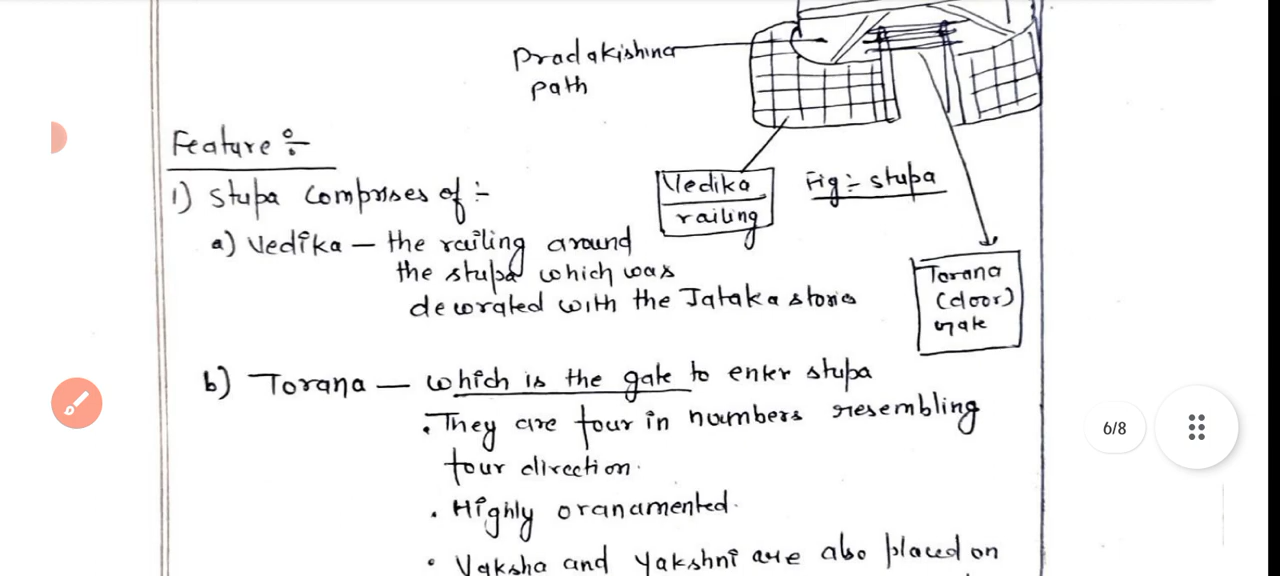 Pradakishina
path
Feature :-
1) Stupa comprises of :-
Vedika
railing
Fig :- stupa
a) Vedika — the railing around
the stupa which was
decorated with the Jataka stories
Torana
(door)
gate
b) Torana — which is the gate to enter stupa
. They are four in numbers resembling
four direction.
. Highly oranamented.
• Yaksha and Yakshni are also placed on
6/8